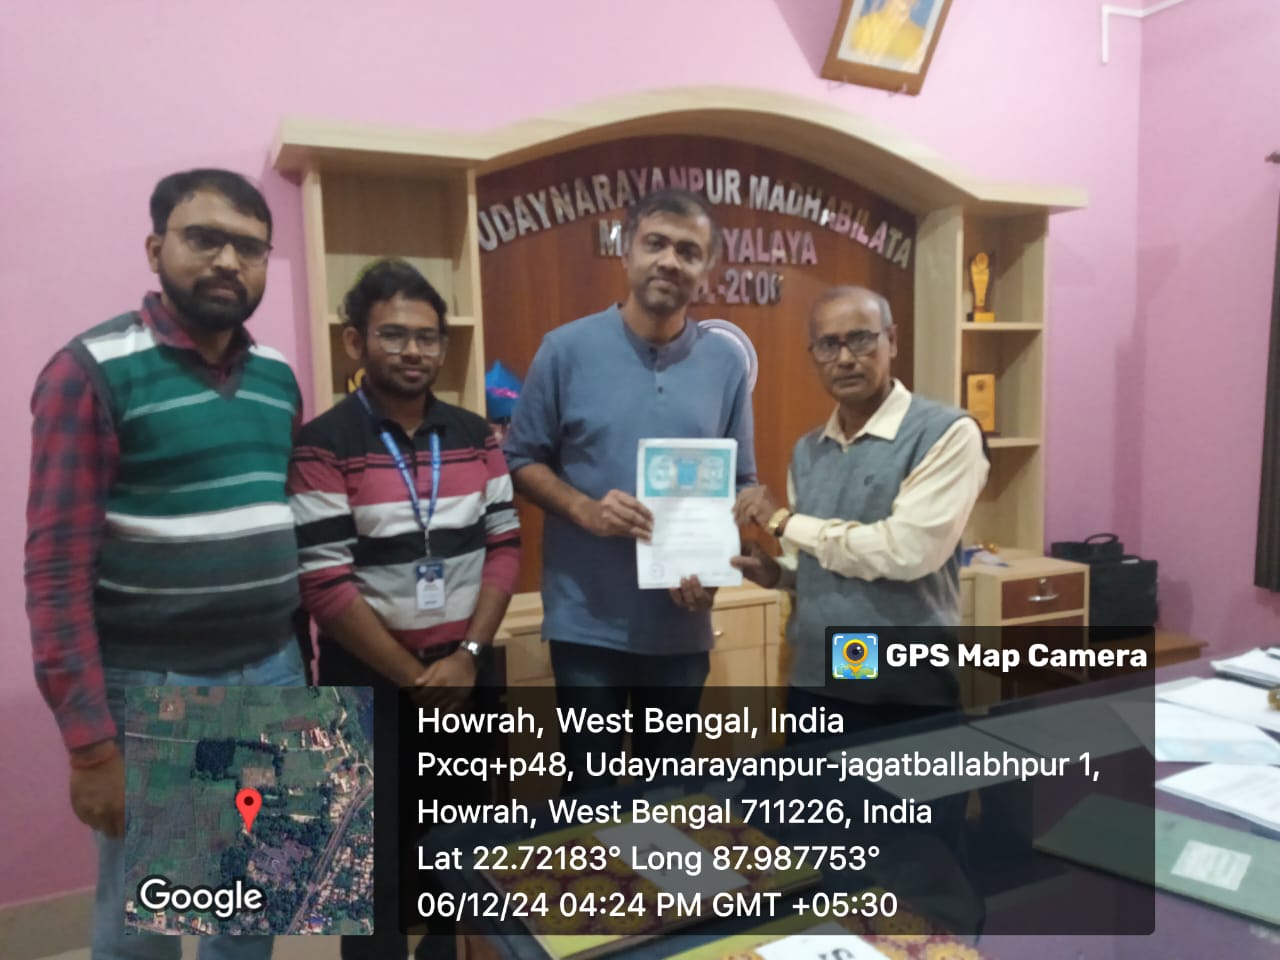 UDAYNARAYANPUR MADHABILATA
GPS Map Camera
Howrah, West Bengal, India
Pxcq+p48, Udaynarayanpur-jagatballabhpur 1,
Howrah, West Bengal 711226, India
Lat 22.72183° Long 87.987753°
06/12/24 04:24 PM GMT +05:30
Google